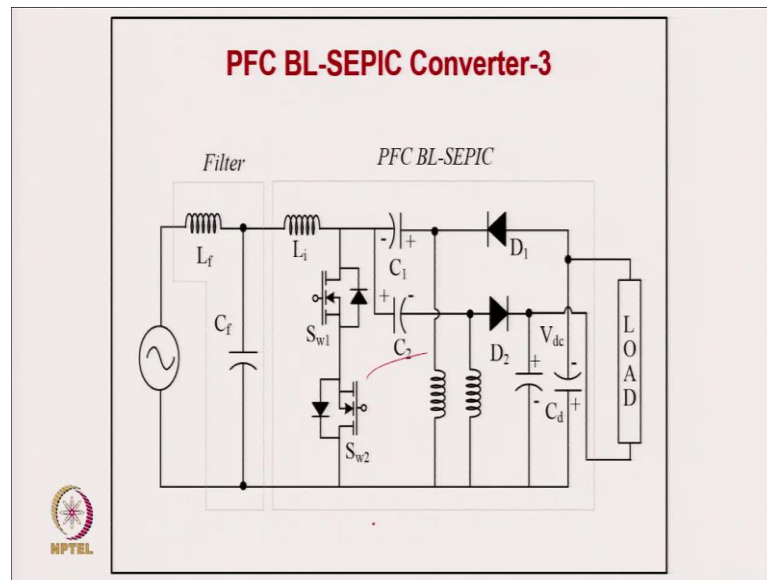 PFC BL-SEPIC Converter-3
Filter
PFC BL-SEPIC
Lf
Li
- +
C1
D1
Cf
Sw1
+ -
C2
D2
Vdc
+
-
-
Cd
+
LOAD
Sw2
NPTEL